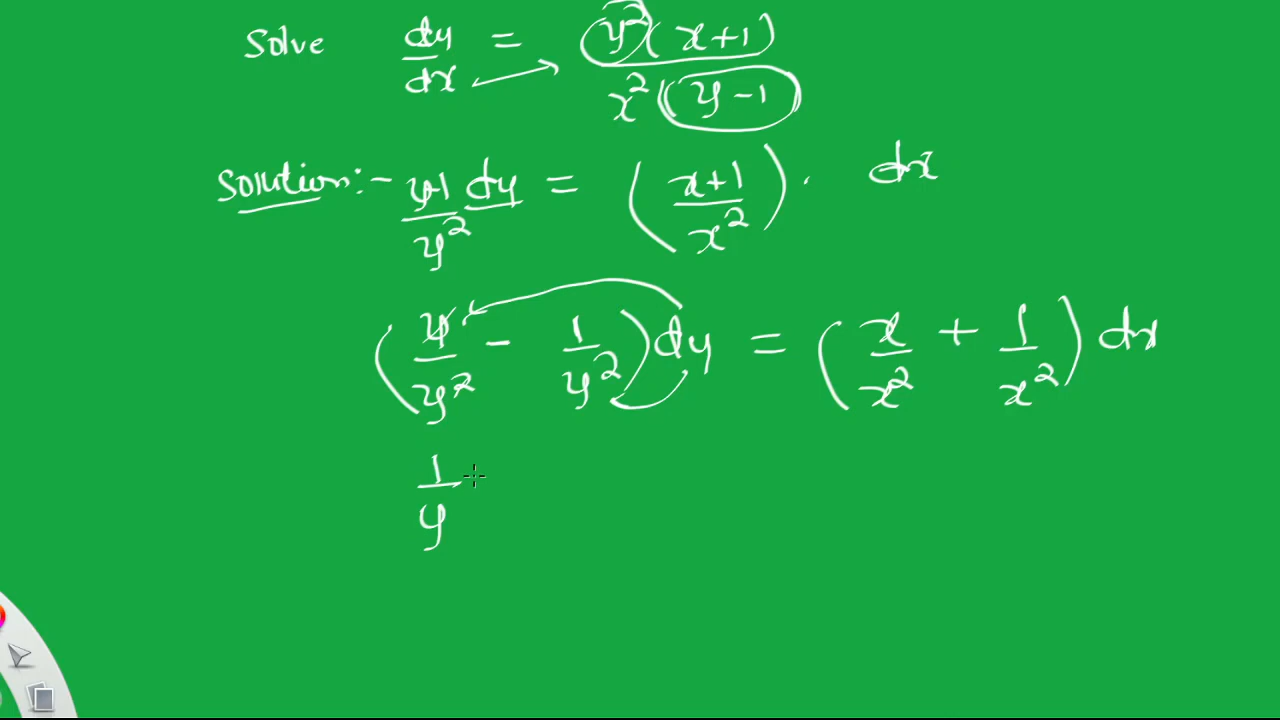 Solve dy/dx = y²(x+1)/x²(y-1)
Solution:- y-1/y² dy = (x+1/x²). dx
(y/y² - 1/y²)dy = (x/x² + 1/x²)dx
1/y